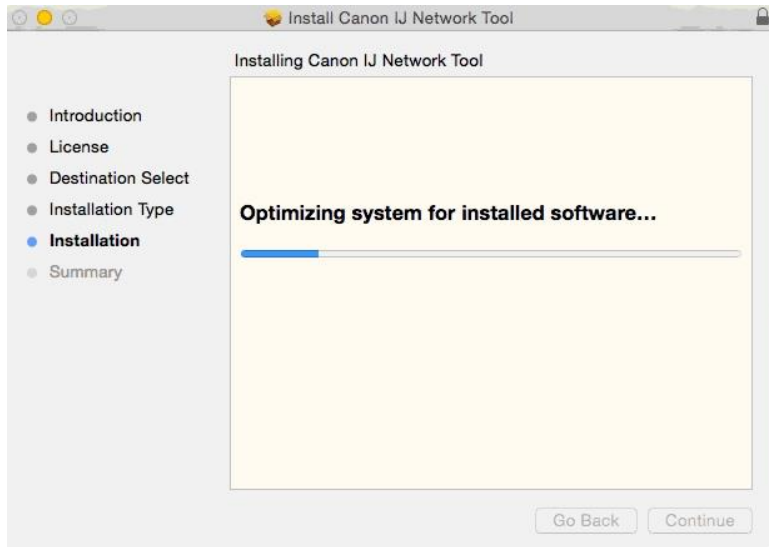 Install Canon IJ Network Tool
Installing Canon IJ Network Tool
Introduction
License
Destination Select
Installation Type
Installation
Summary
Optimizing system for installed software...
Go Back
Continue